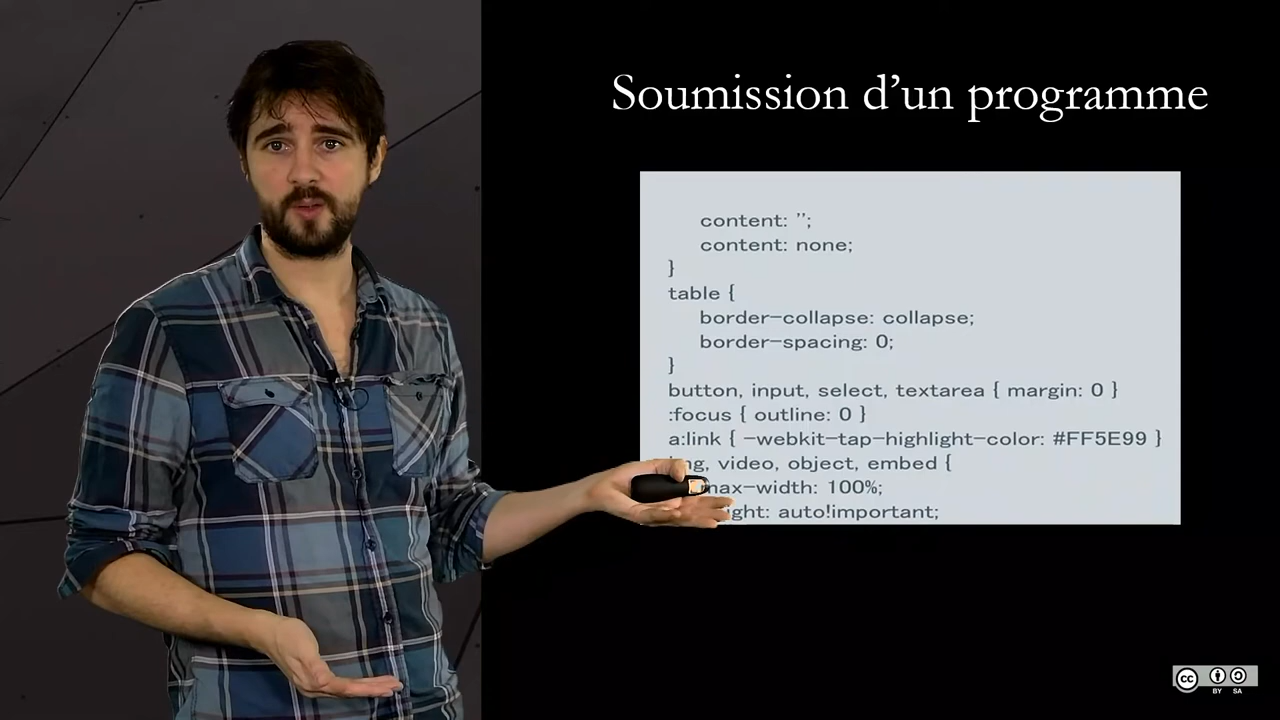 Soumission d’un programme
content: '';
content: none;
}
table {
border-collapse: collapse;
border-spacing: 0;
}
button, input, select, textarea { margin: 0 }
:focus { outline: 0 }
a:link { -webkit-tap-highlight-color: #FF5E99 }
video, object, embed {
max-width: 100%;
auto!important;
cc
BY SA